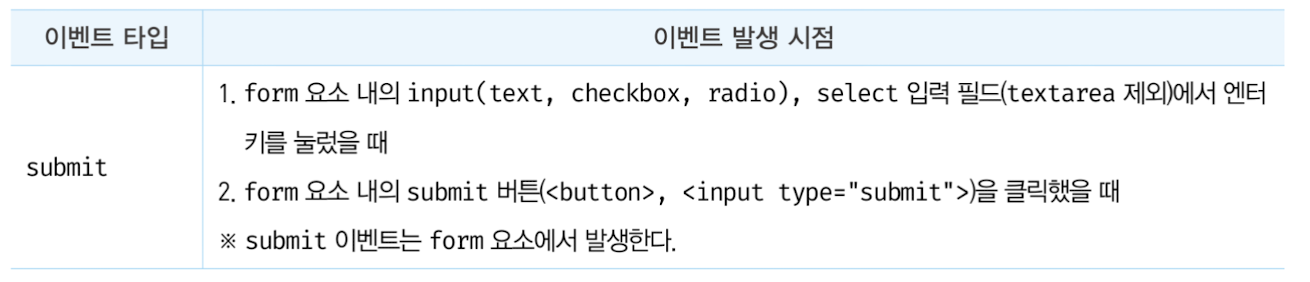 이벤트 타입 이벤트 발생 시점
1. form 요소 내의 input(text, checkbox, radio), select 입력 필드(textarea 제외)에서 엔터
키를 눌렀을 때
submit
2. form 요소 내의 submit 버튼(<button>, <input type="submit">)을 클릭했을 때
※ submit 이벤트는 form 요소에서 발생한다.